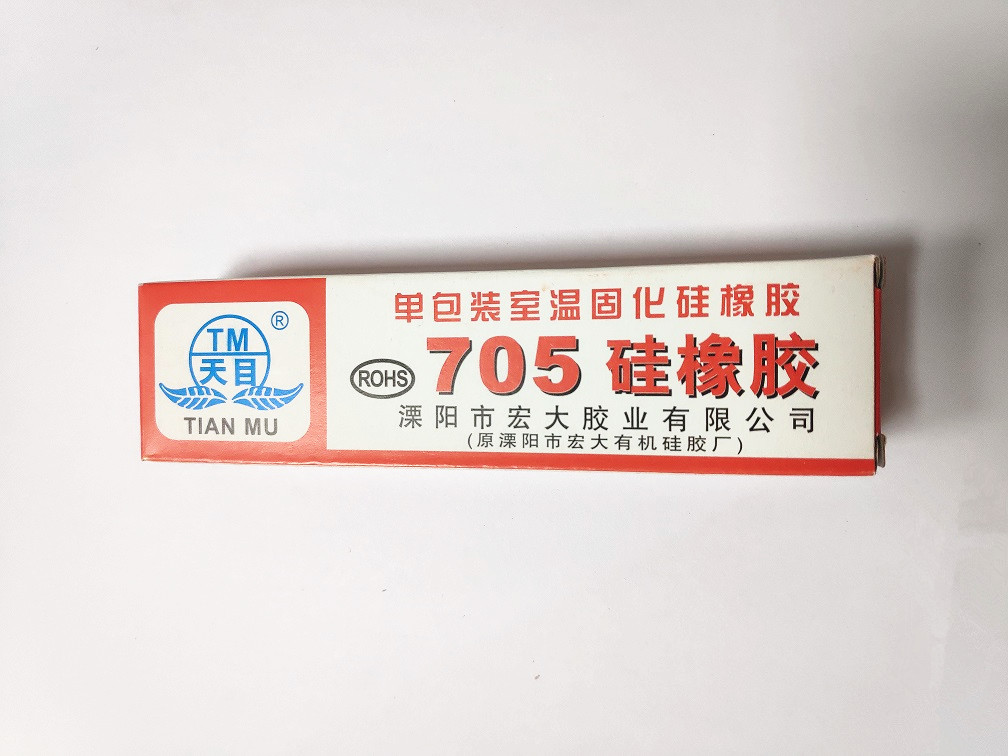 TM
天目
®
TIAN MU
单包装室温固化硅橡胶
ROHS
705 硅橡胶
溧阳市宏大胶业有限公司
(原溧阳市宏大有机硅胶厂)